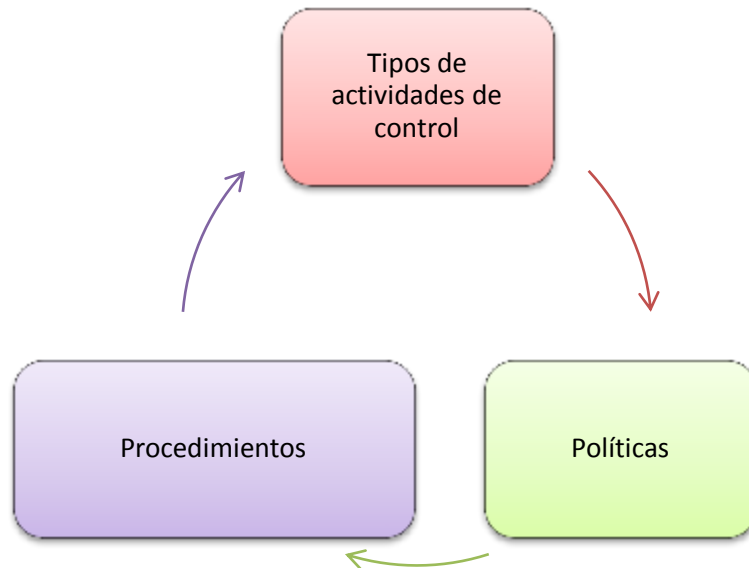 Tipos de
actividades de
control
Procedimientos
Políticas